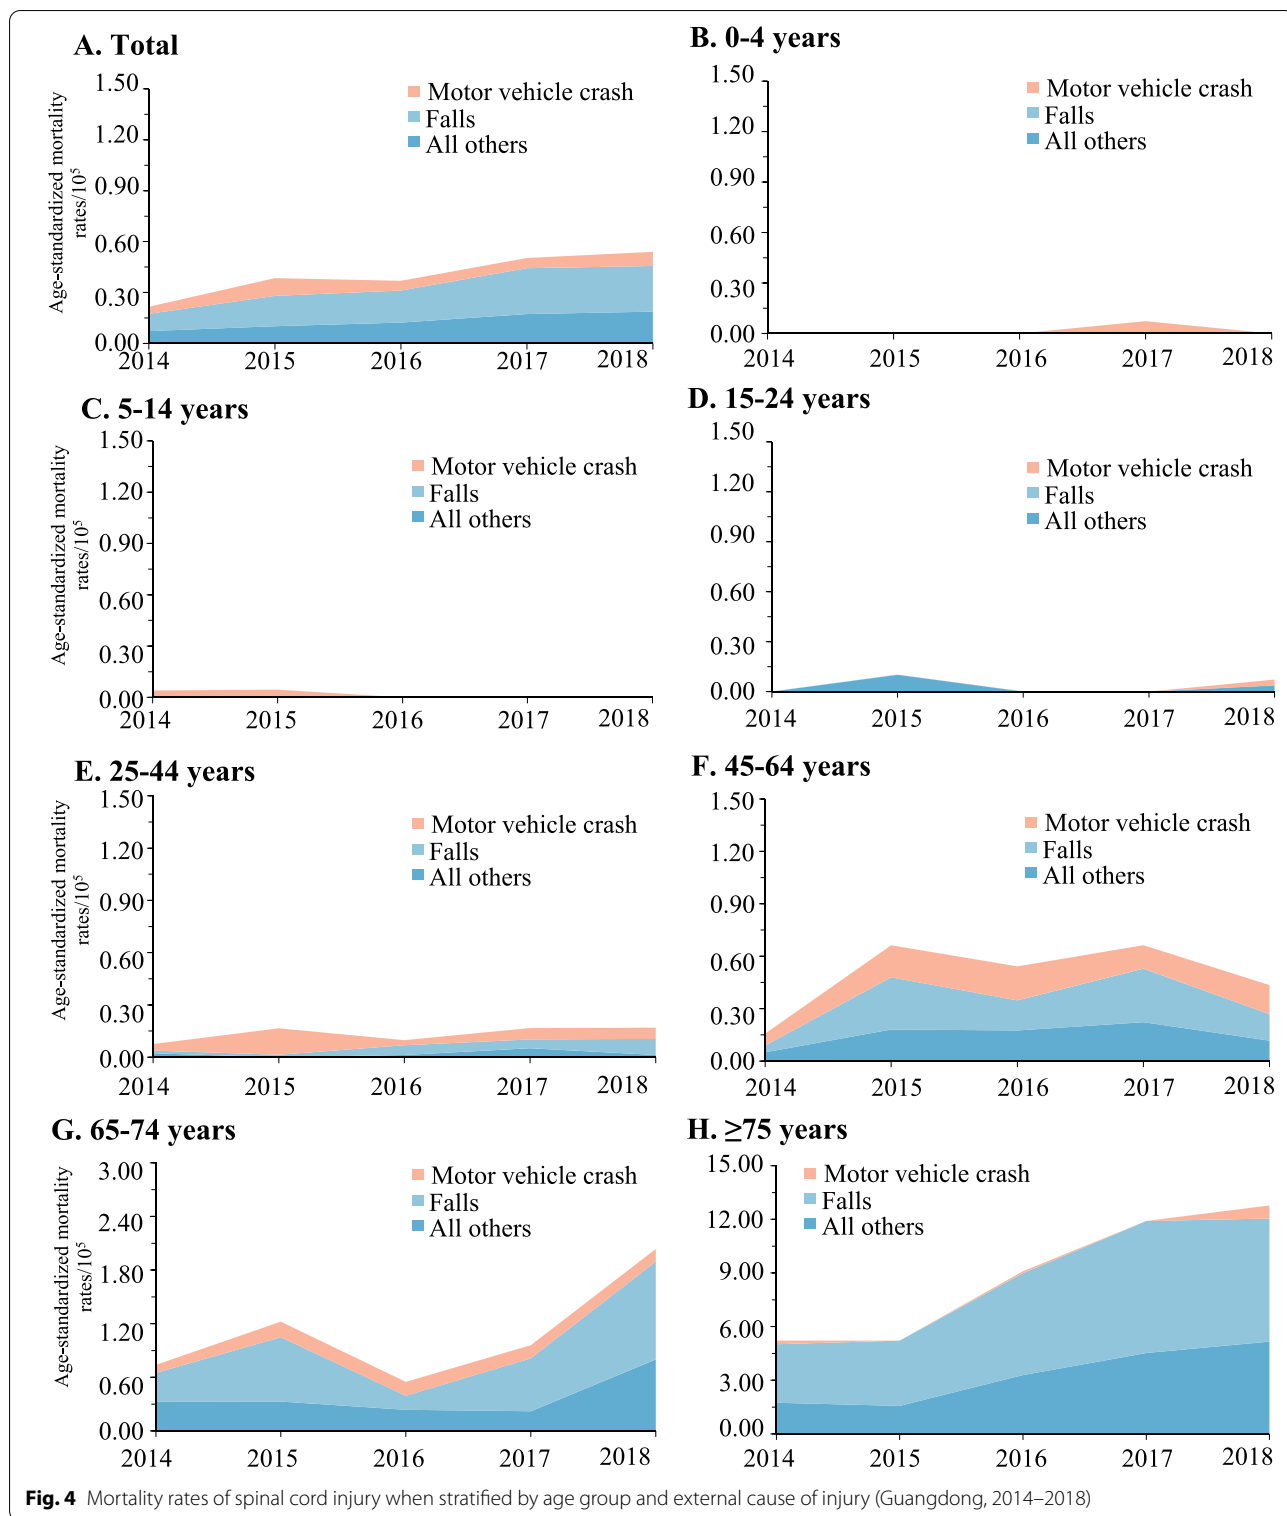 A. Total
Age-standardized mortality
rates/10⁵
1.50
1.20
0.90
0.60
0.30
0.00
Motor vehicle crash
Falls
All others
2014 2015 2016 2017 2018
B. 0-4 years
1.50
1.20
0.90
0.60
0.30
0.00
Motor vehicle crash
Falls
All others
2014 2015 2016 2017 2018
C. 5-14 years
Age-standardized mortality
rates/10⁵
1.50
1.20
0.90
0.60
0.30
0.00
Motor vehicle crash
Falls
All others
2014 2015 2016 2017 2018
D. 15-24 years
1.50
1.20
0.90
0.60
0.30
0.00
Motor vehicle crash
Falls
All others
2014 2015 2016 2017 2018
E. 25-44 years
Age-standardized mortality
rates/10⁵
1.50
1.20
0.90
0.60
0.30
0.00
Motor vehicle crash
Falls
All others
2014 2015 2016 2017 2018
F. 45-64 years
1.50
1.20
0.90
0.60
0.30
0.00
Motor vehicle crash
Falls
All others
2014 2015 2016 2017 2018
G. 65-74 years
Age-standardized mortality
rates/10⁵
3.00
2.40
1.80
1.20
0.60
0.00
Motor vehicle crash
Falls
All others
2014 2015 2016 2017 2018
H. ≥75 years
15.00
12.00
9.00
6.00
3.00
0.00
Motor vehicle crash
Falls
All others
2014 2015 2016 2017 2018
Fig. 4 Mortality rates of spinal cord injury when stratified by age group and external cause of injury (Guangdong, 2014–2018)